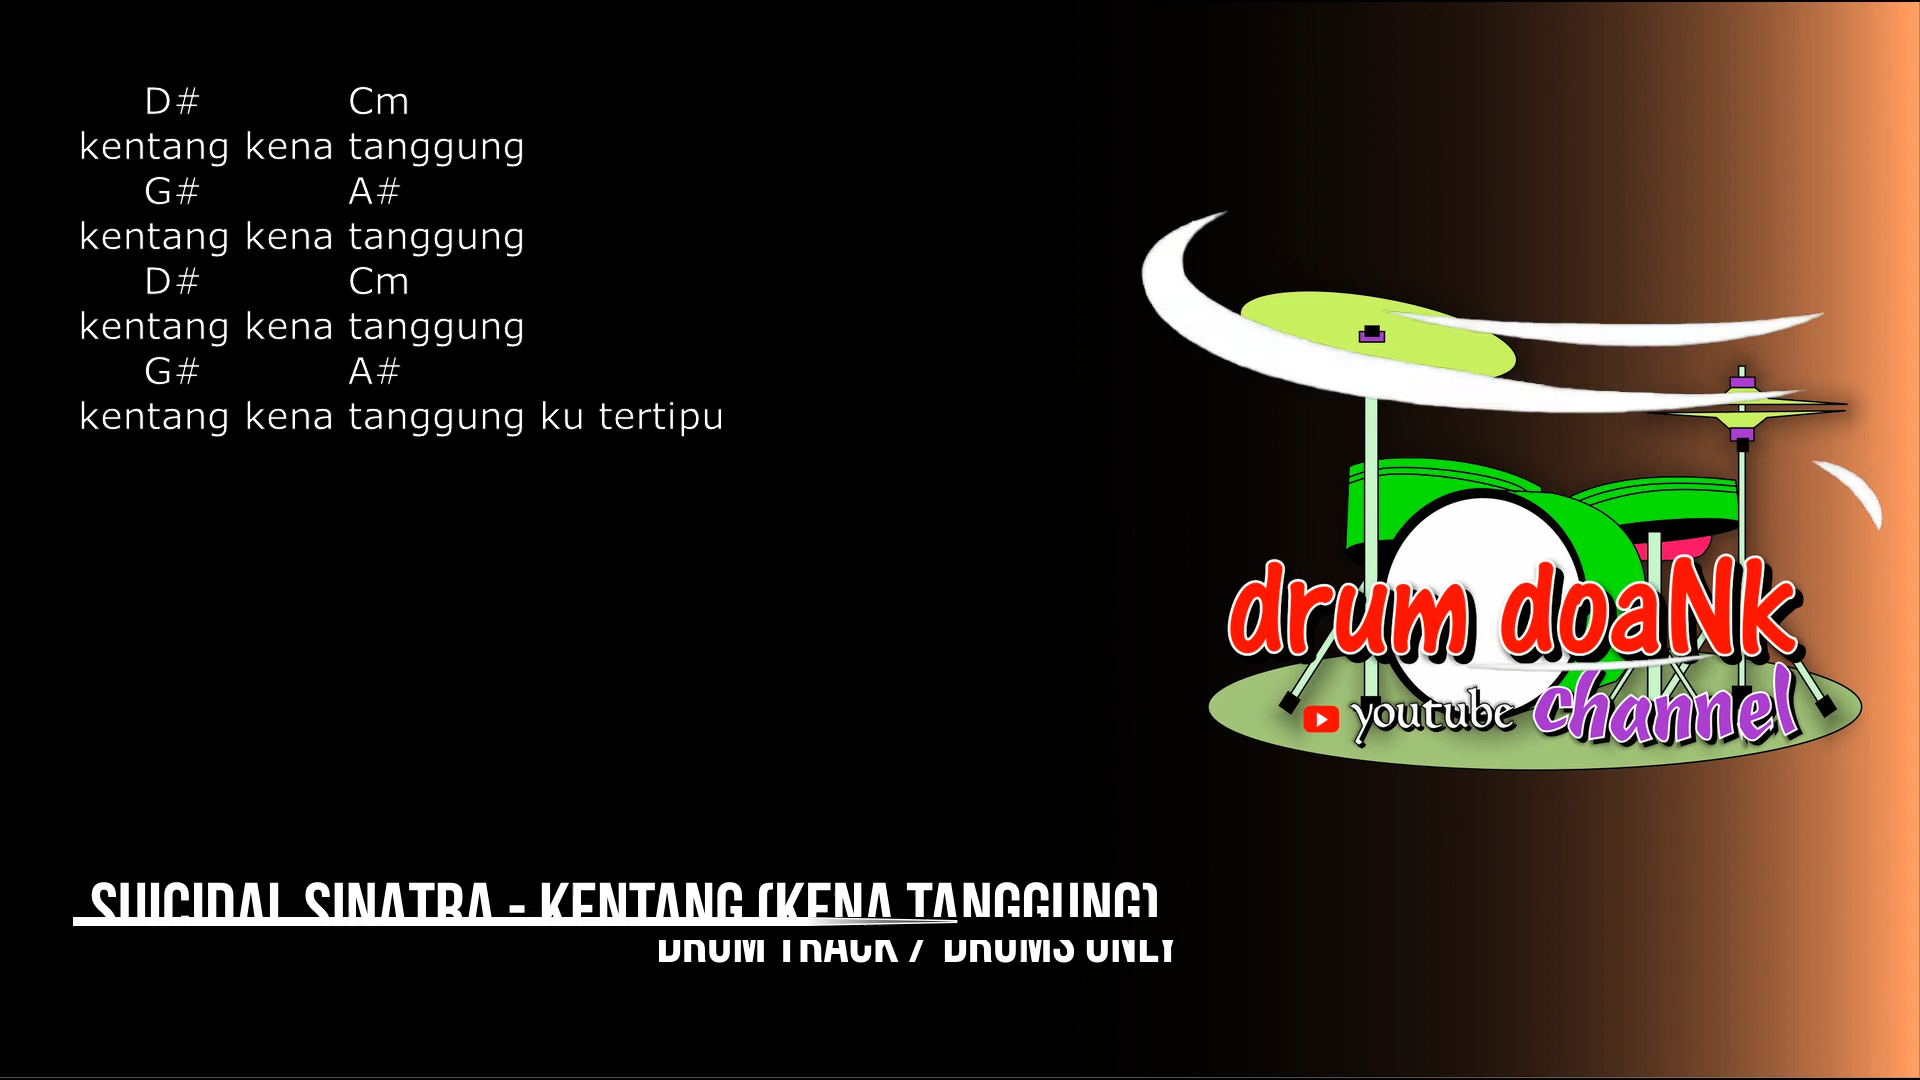 D# Cm
kentang kena tanggung
G# A#
kentang kena tanggung
D# Cm
kentang kena tanggung
G# A#
kentang kena tanggung ku tertipu
drum doaNk
youtube channel
SUICIDAL SINATRA - KENTANG (KENA TANGGUNG)
DRUM TRACK / DRUMS ONLY